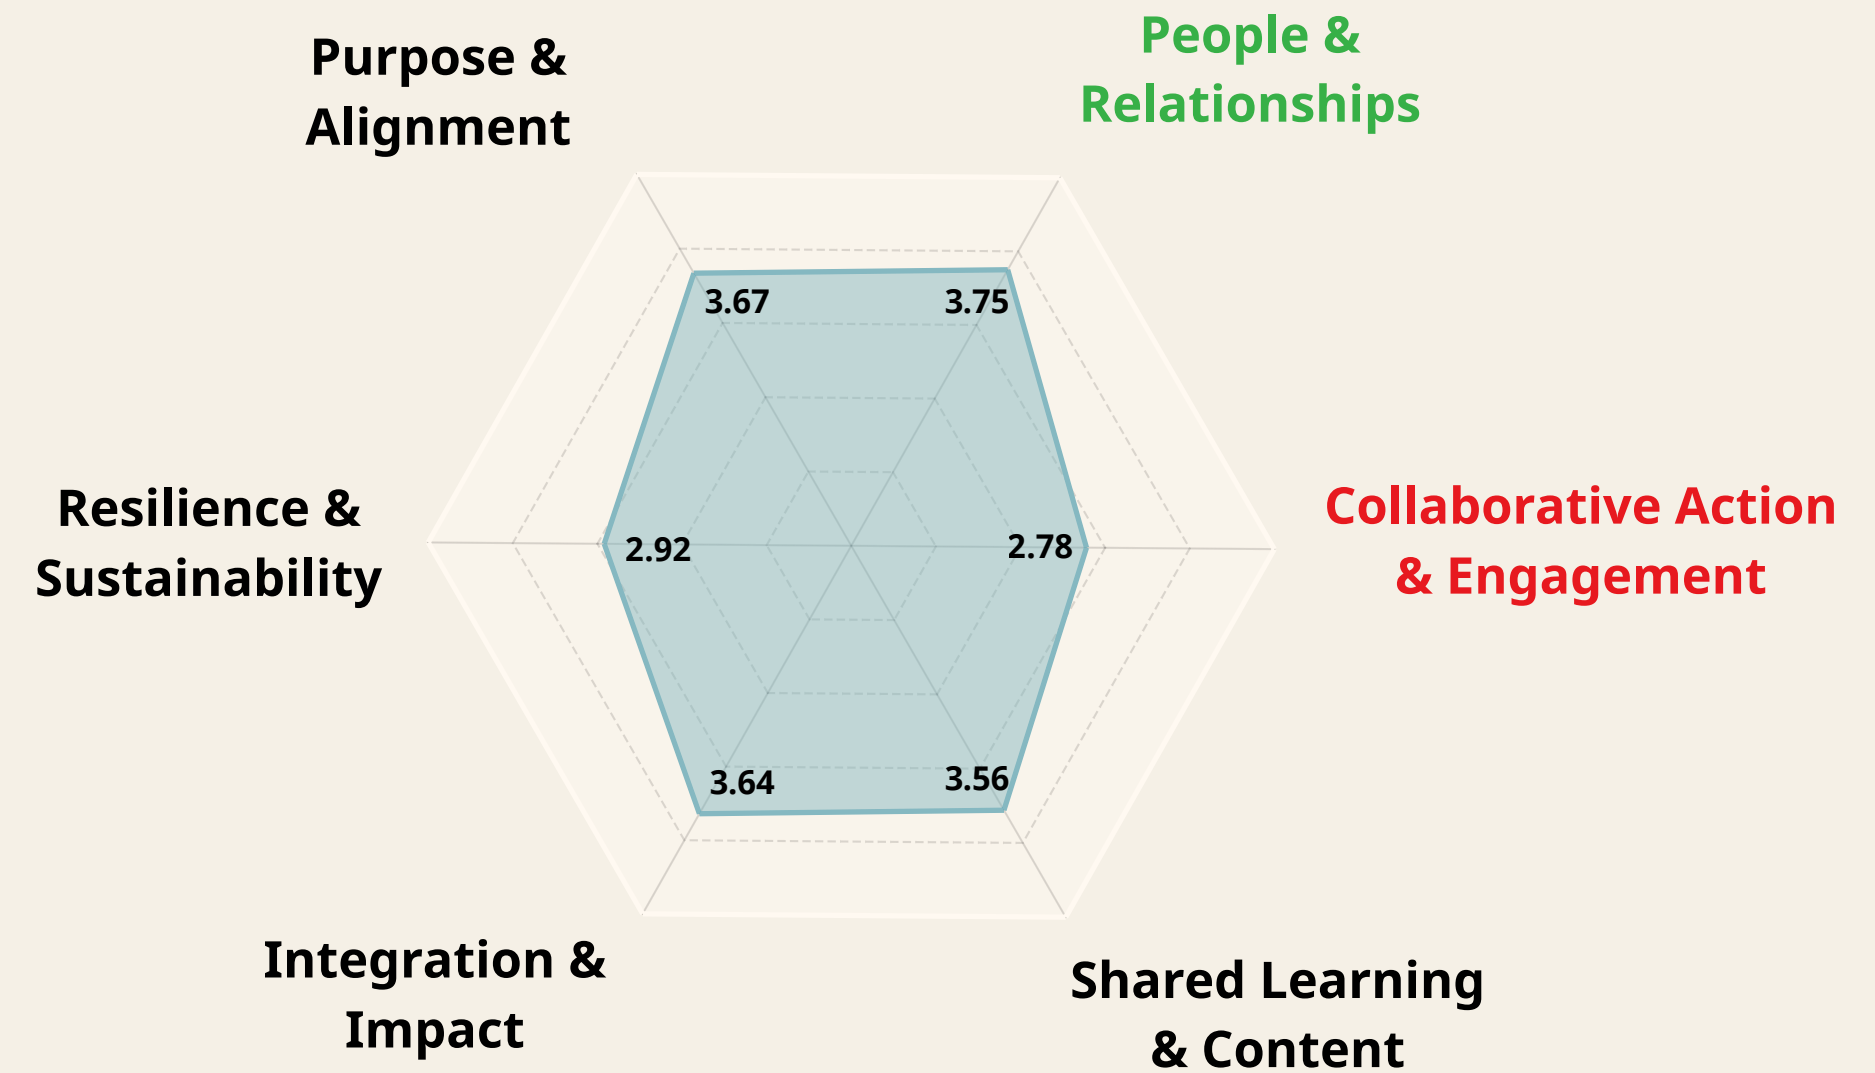 Purpose &
Alignment
People &
Relationships
3.67
3.75
Resilience &
Sustainability
2.92
2.78
Collaborative Action
& Engagement
3.64
3.56
Integration &
Impact
Shared Learning
& Content